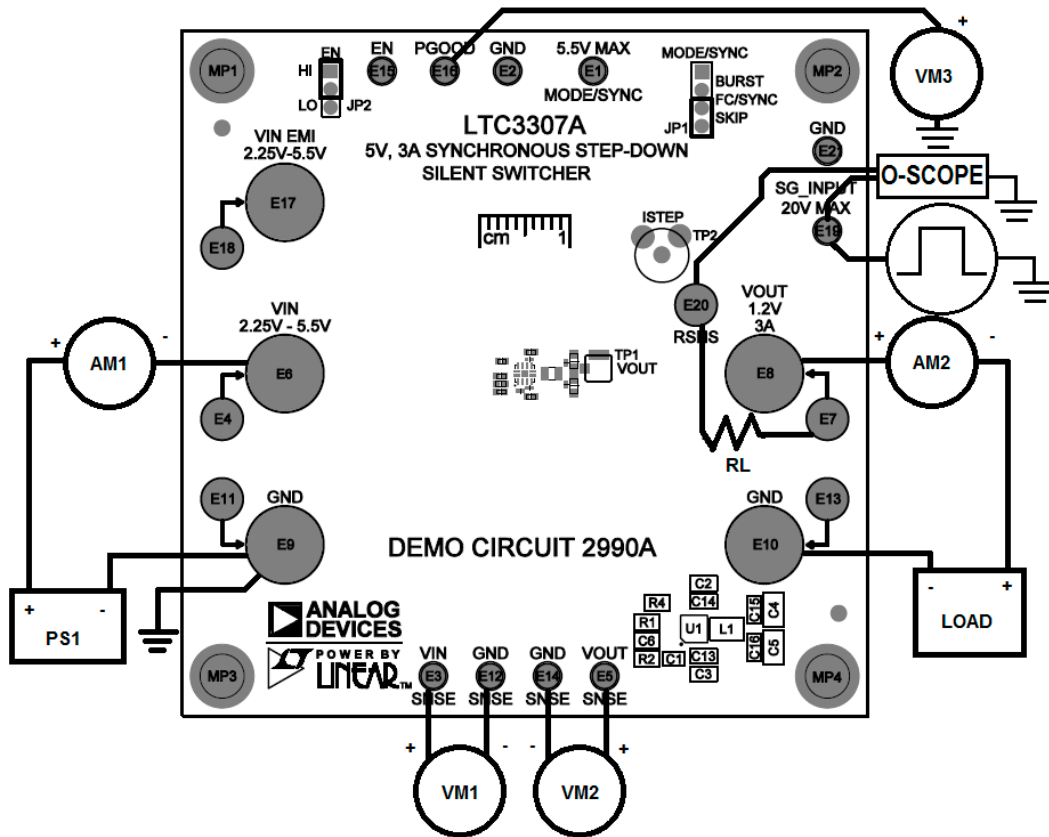 MP1
EN
HI
LO
JP2
EN
E15
PGOOD
E16
GND
E2
5.5V MAX
E1
MODE/SYNC
MODE/SYNC
BURST
FC/SYNC
SKIP
JP1
MP2
+
VM3
LTC3307A
5V, 3A SYNCHRONOUS STEP-DOWN
SILENT SWITCHER
VIN EMI
2.25V-5.5V
E17
E18
cm 1
ISTEP
TP2
GND
E21
O-SCOPE
SG_INPUT
20V MAX
E19
E20
RSNS
VIN
2.25V - 5.5V
E6
E4
+ -
AM1
TP1
VOUT
VOUT
1.2V
3A
E8
E7
+ -
AM2
RL
E11
GND
E9
GND
E10
E13
DEMO CIRCUIT 2990A
+ -
PS1
- +
LOAD
ANALOG
DEVICES
POWER BY
LINEAR™
MP3
VIN
E3
SNSE
GND
E12
SNSE
GND
E14
SNSE
VOUT
E5
SNSE
C2
R4
C14
R1
U1
L1
C15
C4
C6
R2
C1
C13
C16
C5
C3
MP4
+ -
VM1
- +
VM2